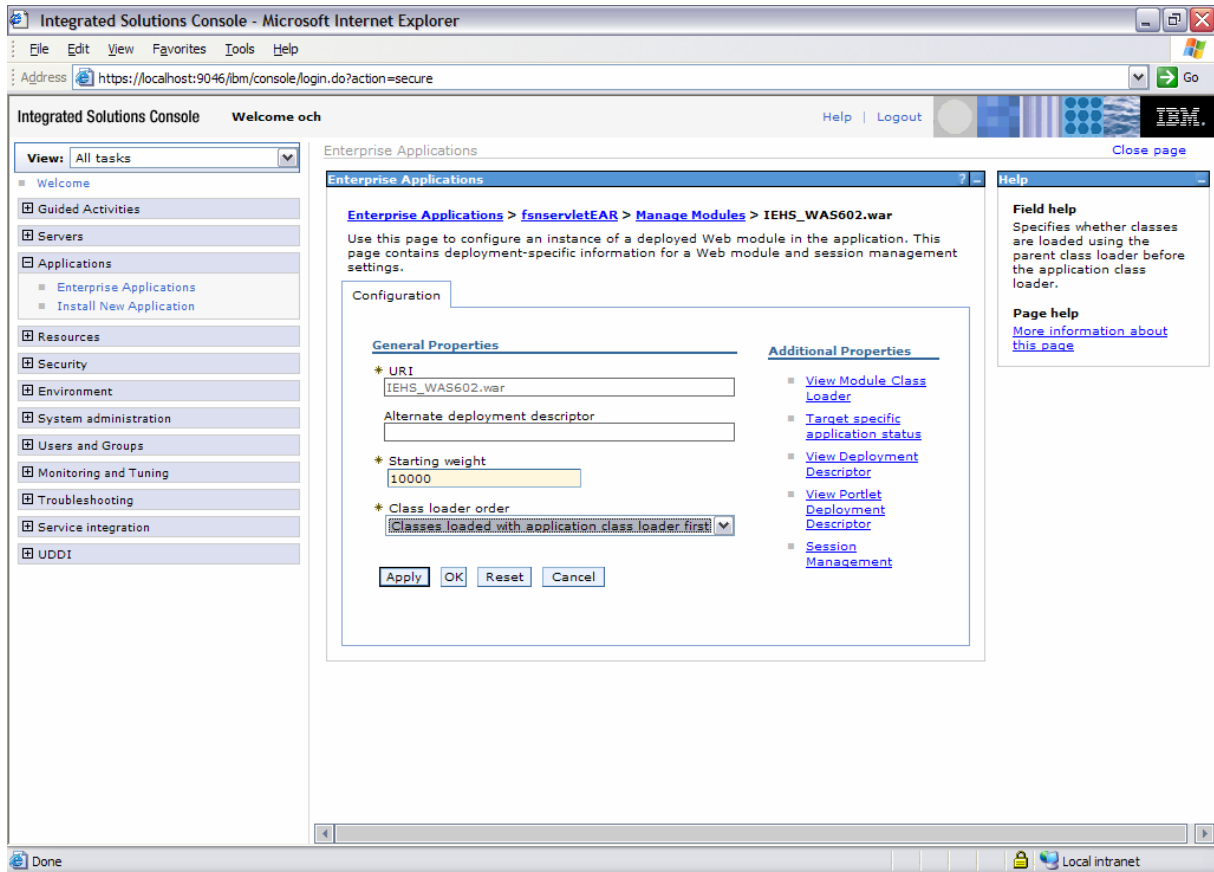 Integrated Solutions Console - Microsoft Internet Explorer
File Edit View Favorites Tools Help
Address https://localhost:9046/ibm/console/login.do?action=secure Go
Integrated Solutions Console Welcome och Help | Logout IBM.
View: All tasks
Welcome
Guided Activities
Servers
Applications
Enterprise Applications
Install New Application
Resources
Security
Environment
System administration
Users and Groups
Monitoring and Tuning
Troubleshooting
Service integration
UDDI
Enterprise Applications Close page
Enterprise Applications ? -
Enterprise Applications > fsnservletEAR > Manage Modules > IEHS_WAS602.war
Use this page to configure an instance of a deployed Web module in the application. This
page contains deployment-specific information for a Web module and session management
settings.
Configuration
General Properties
* URI
IEHS_WAS602.war
Alternate deployment descriptor
* Starting weight
10000
* Class loader order
Classes loaded with application class loader first
Apply OK Reset Cancel
Additional Properties
View Module Class
Loader
Target specific
application status
View Deployment
Descriptor
View Portlet
Deployment
Descriptor
Session
Management
Help -
Field help
Specifies whether classes
are loaded using the
parent class loader before
the application class
loader.
Page help
More information about
this page
Done Local intranet